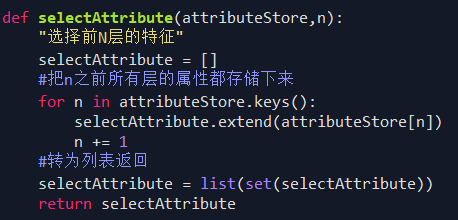 def selectAttribute(attributeStore,n):
    "选择前N层的特征"
    selectAttribute = []
    #把n之前所有层的属性都存储下来
    for n in attributeStore.keys():
        selectAttribute.extend(attributeStore[n])
        n += 1
    #转为列表返回
    selectAttribute = list(set(selectAttribute))
    return selectAttribute